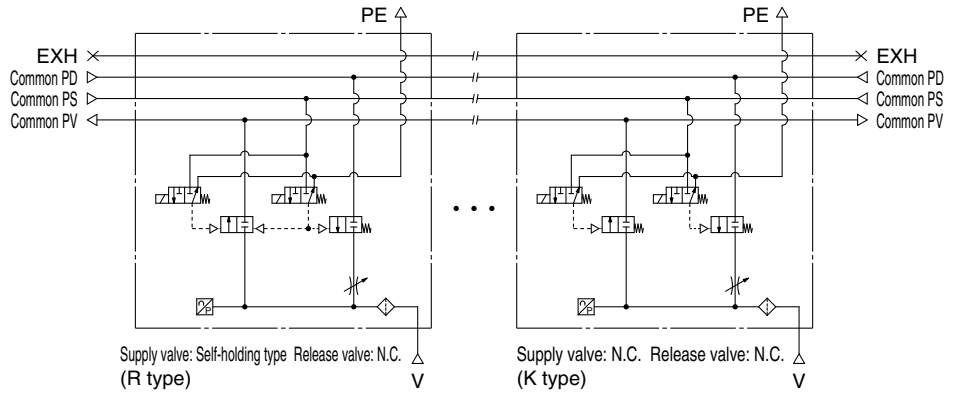 PE PE
EXH EXH
Common PD Common PD
Common PS Common PS
Common PV Common PV
P P
Supply valve: Self-holding type Release valve: N.C. Supply valve: N.C. Release valve: N.C.
(R type) V (K type) V